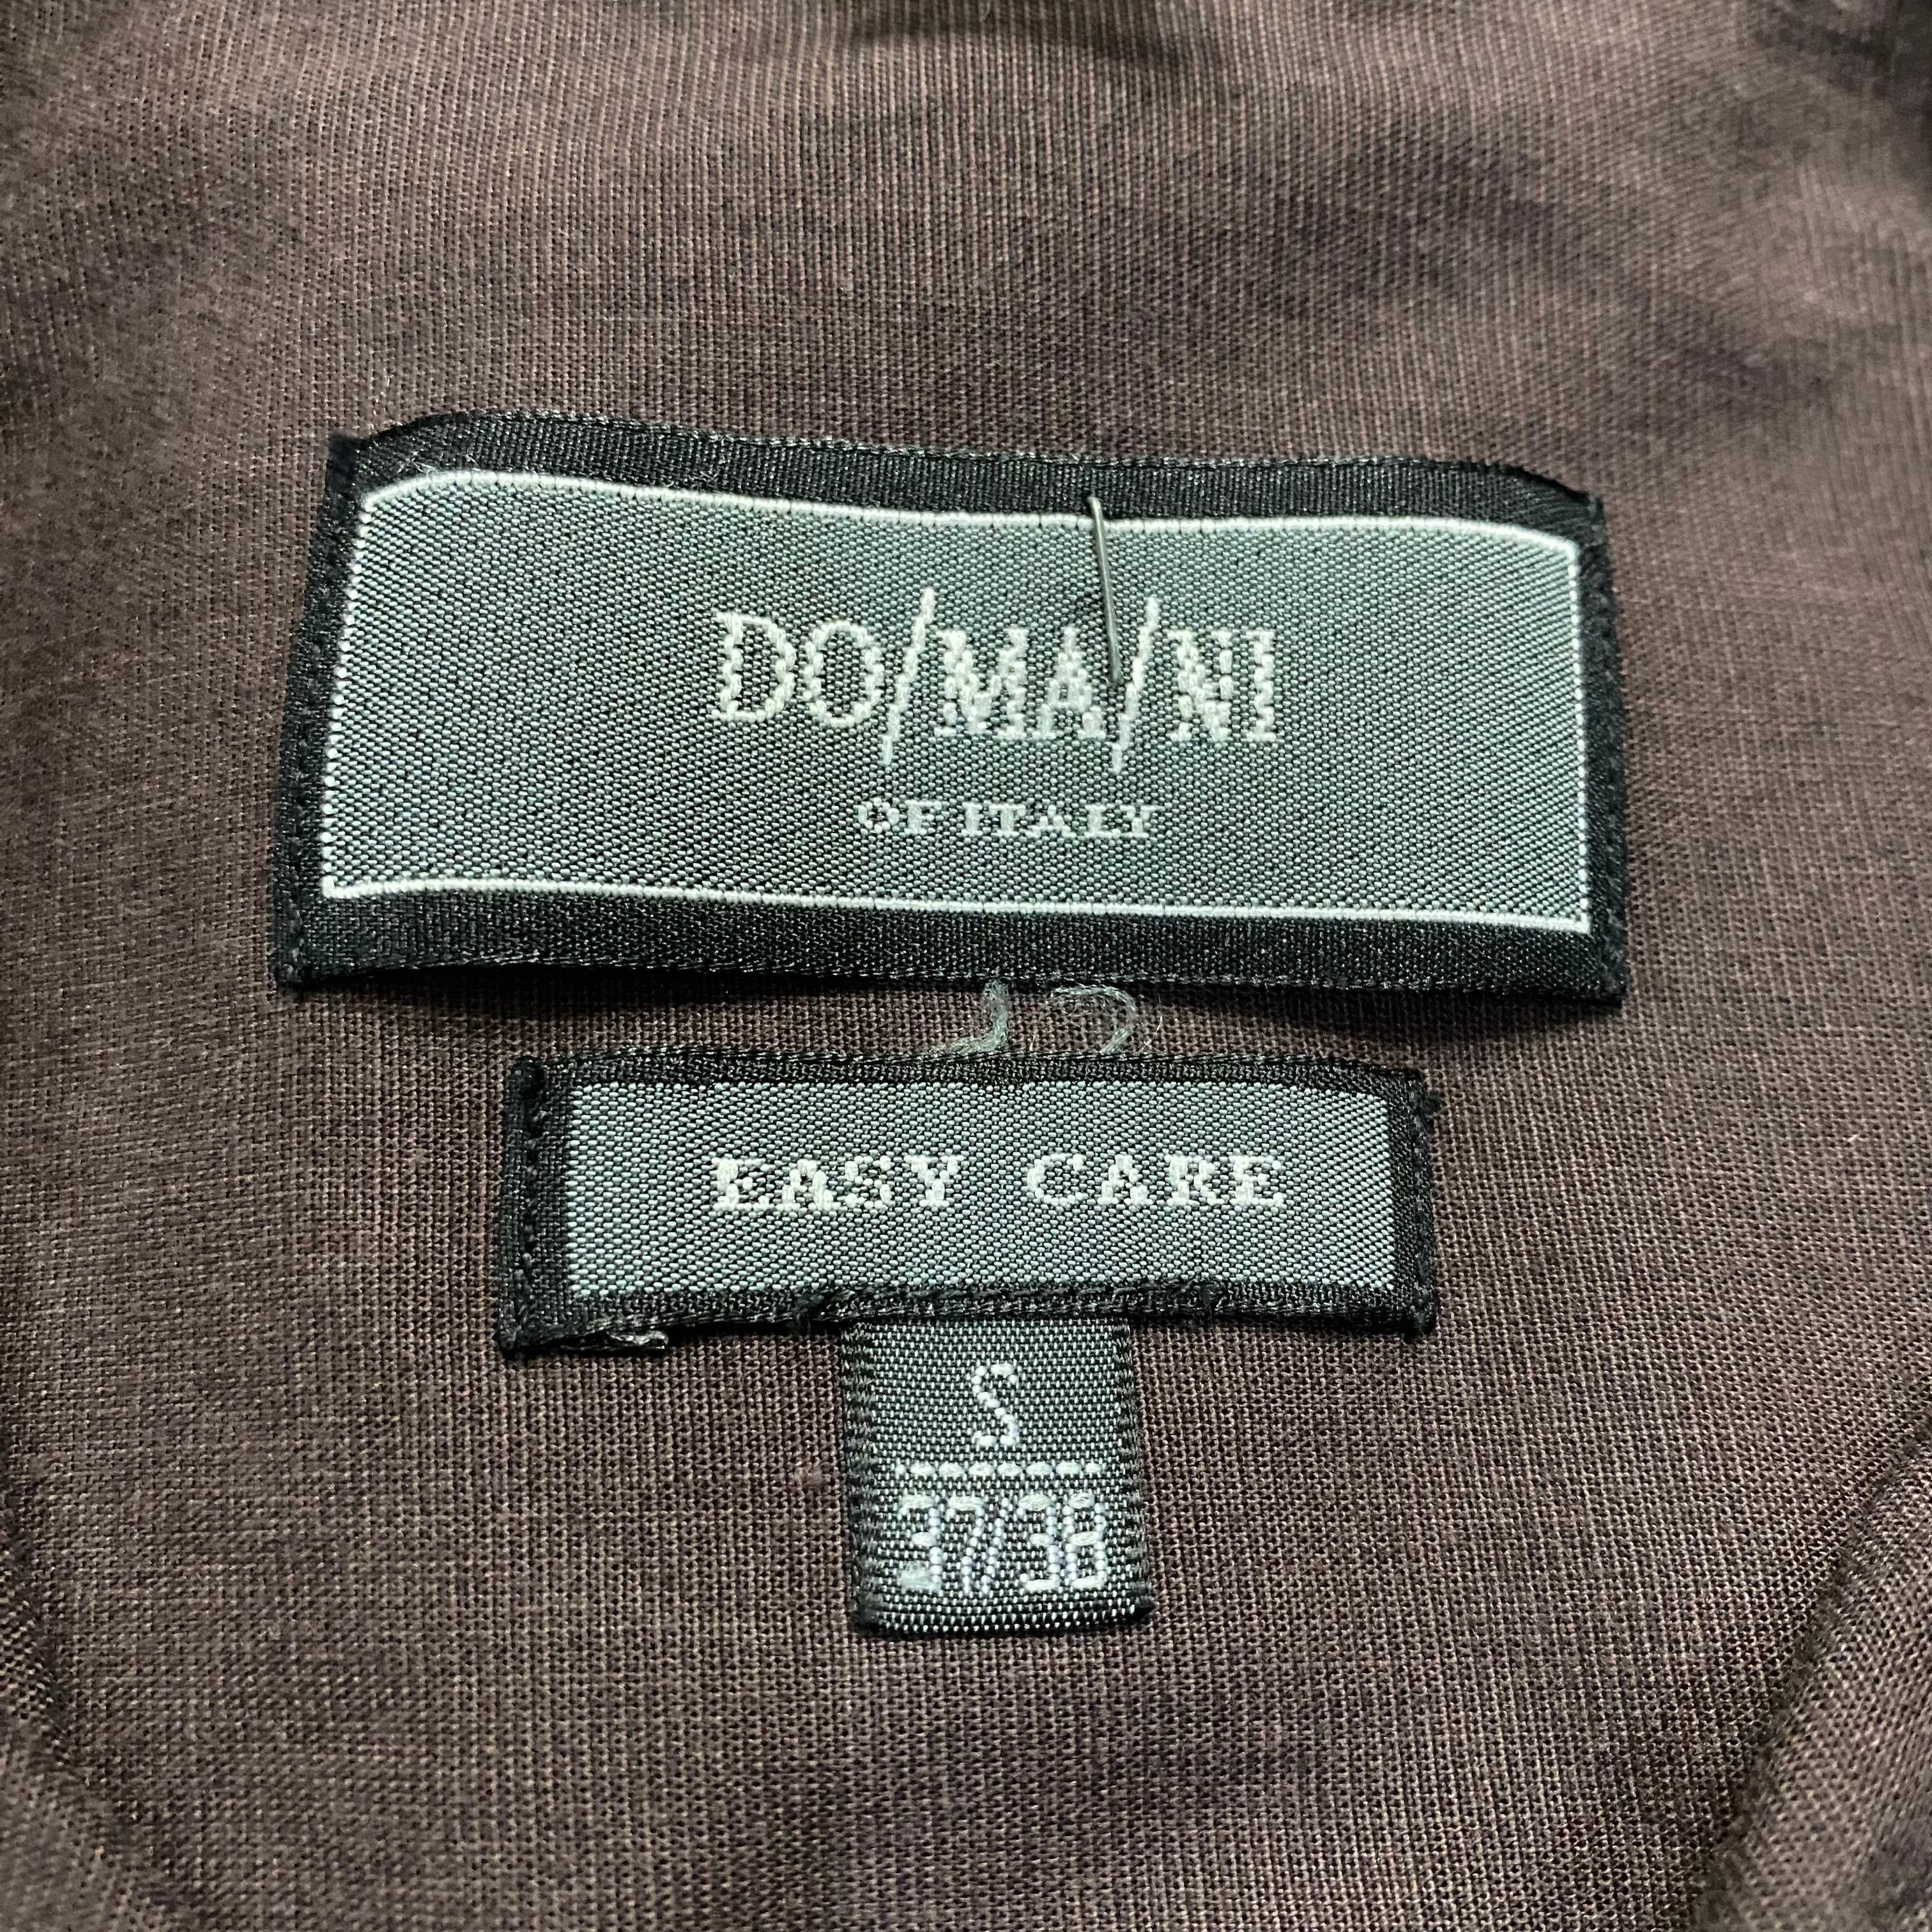 DO/MA/NI
OF ITALY
EASY CARE
S
37/38